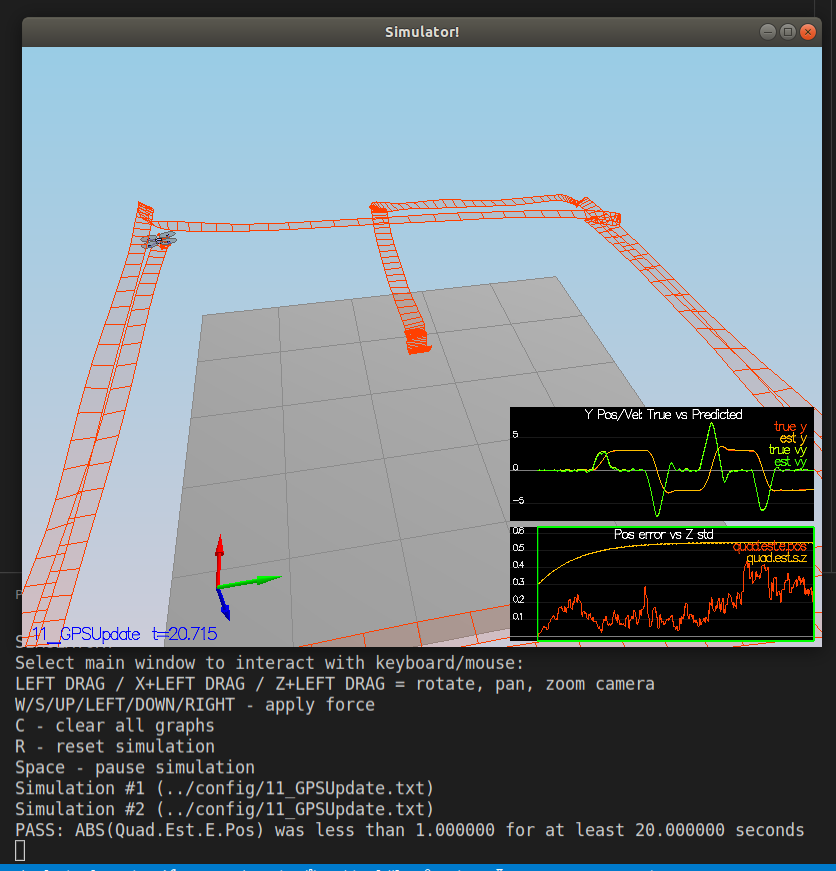 Simulator!
Y Pos/Vel: True vs Predicted
true y
est y
true vy
est vy
5
0
-5
Pos error vs Z std
quad.est.e.pos
quad.est.s.z
0.6
0.5
0.4
0.3
0.2
0.1
11_GPSUpdate t=20.715
Select main window to interact with keyboard/mouse:
LEFT DRAG / X+LEFT DRAG / Z+LEFT DRAG = rotate, pan, zoom camera
W/S/UP/LEFT/DOWN/RIGHT - apply force
C - clear all graphs
R - reset simulation
Space - pause simulation
Simulation #1 (../config/11_GPSUpdate.txt)
Simulation #2 (../config/11_GPSUpdate.txt)
PASS: ABS(Quad.Est.E.Pos) was less than 1.000000 for at least 20.000000 seconds